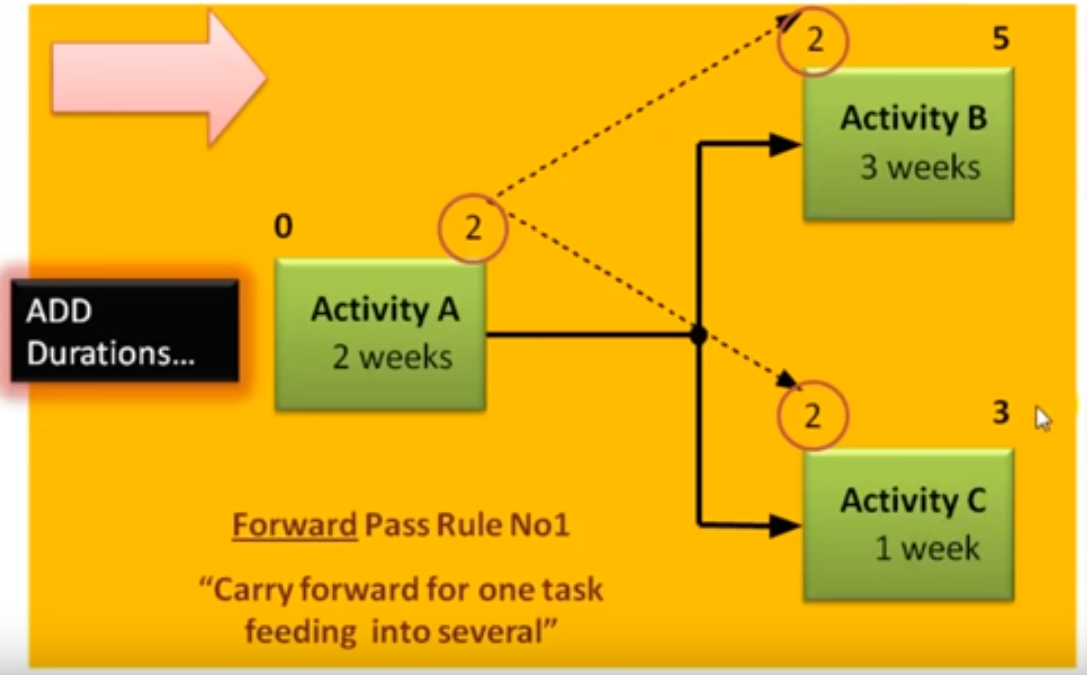 2
5
Activity B
3 weeks
0
2
Activity A
2 weeks
ADD
Durations...
2
3
Activity C
1 week
Forward Pass Rule No1
“Carry forward for one task
feeding into several”